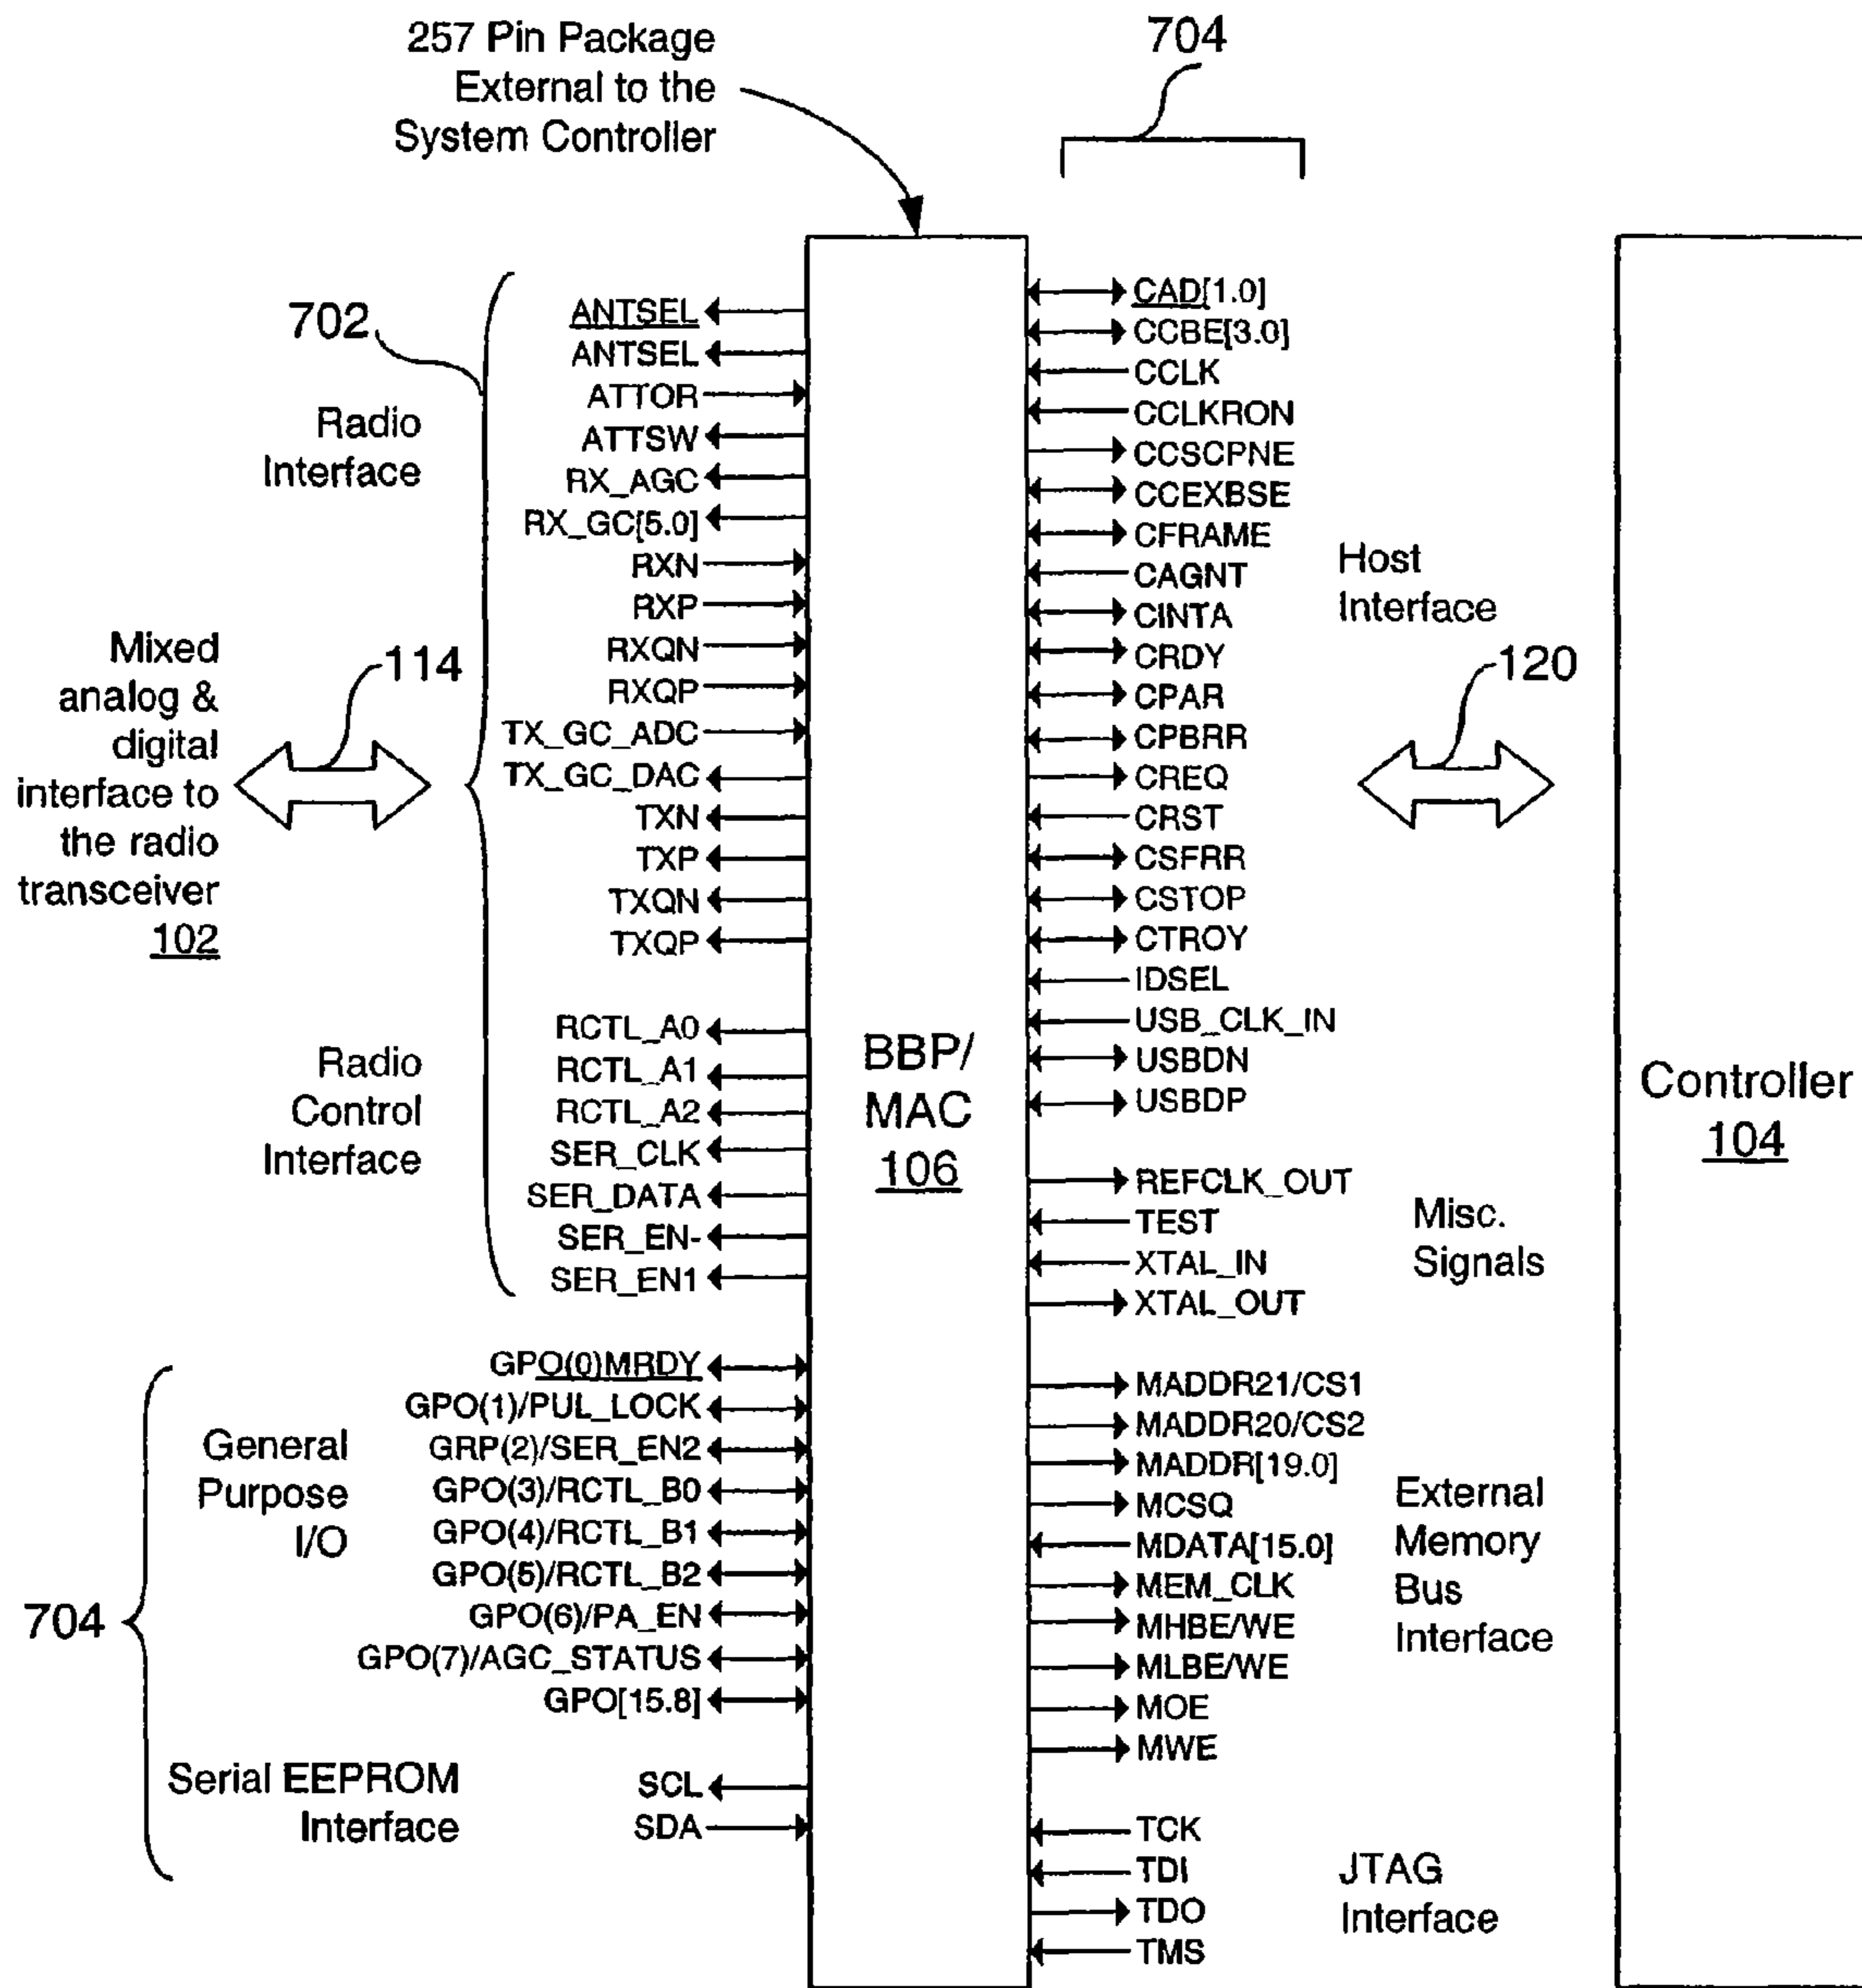 257 Pin Package
External to the
System Controller
704
702
Radio
Interface
ANTSEL
ANTSEL
ATTOR
ATTSW
RX_AGC
RX_GC[5.0]
RXN
RXP
RXQN
RXQP
TX_GC_ADC
TX_GC_DAC
TXN
TXP
TXQN
TXQP
Mixed
analog &
digital
interface to
the radio
transceiver
102
114
Radio
Control
Interface
RCTL_A0
RCTL_A1
RCTL_A2
SER_CLK
SER_DATA
SER_EN-
SER_EN1
704
General
Purpose
I/O
GPO(0)MRDY
GPO(1)/PUL_LOCK
GRP(2)/SER_EN2
GPO(3)/RCTL_B0
GPO(4)/RCTL_B1
GPO(5)/RCTL_B2
GPO(6)/PA_EN
GPO(7)/AGC_STATUS
GPO[15.8]
Serial EEPROM
Interface
SCL
SDA
BBP/
MAC
106
CAD[1.0]
CCBE[3.0]
CCLK
CCLKRON
CCSCPNE
CCEXBSE
CFRAME
CAGNT
CINTA
CRDY
CPAR
CPBRR
CREQ
CRST
CSFRR
CSTOP
CTROY
IDSEL
USB_CLK_IN
USBDN
USBDP
Host
Interface
120
REFCLK_OUT
TEST
XTAL_IN
XTAL_OUT
Misc.
Signals
MADDR21/CS1
MADDR20/CS2
MADDR[19.0]
MCSQ
MDATA[15.0]
MEM_CLK
MHBE/WE
MLBE/WE
MOE
MWE
External
Memory
Bus
Interface
TCK
TDI
TDO
TMS
JTAG
Interface
Controller
104